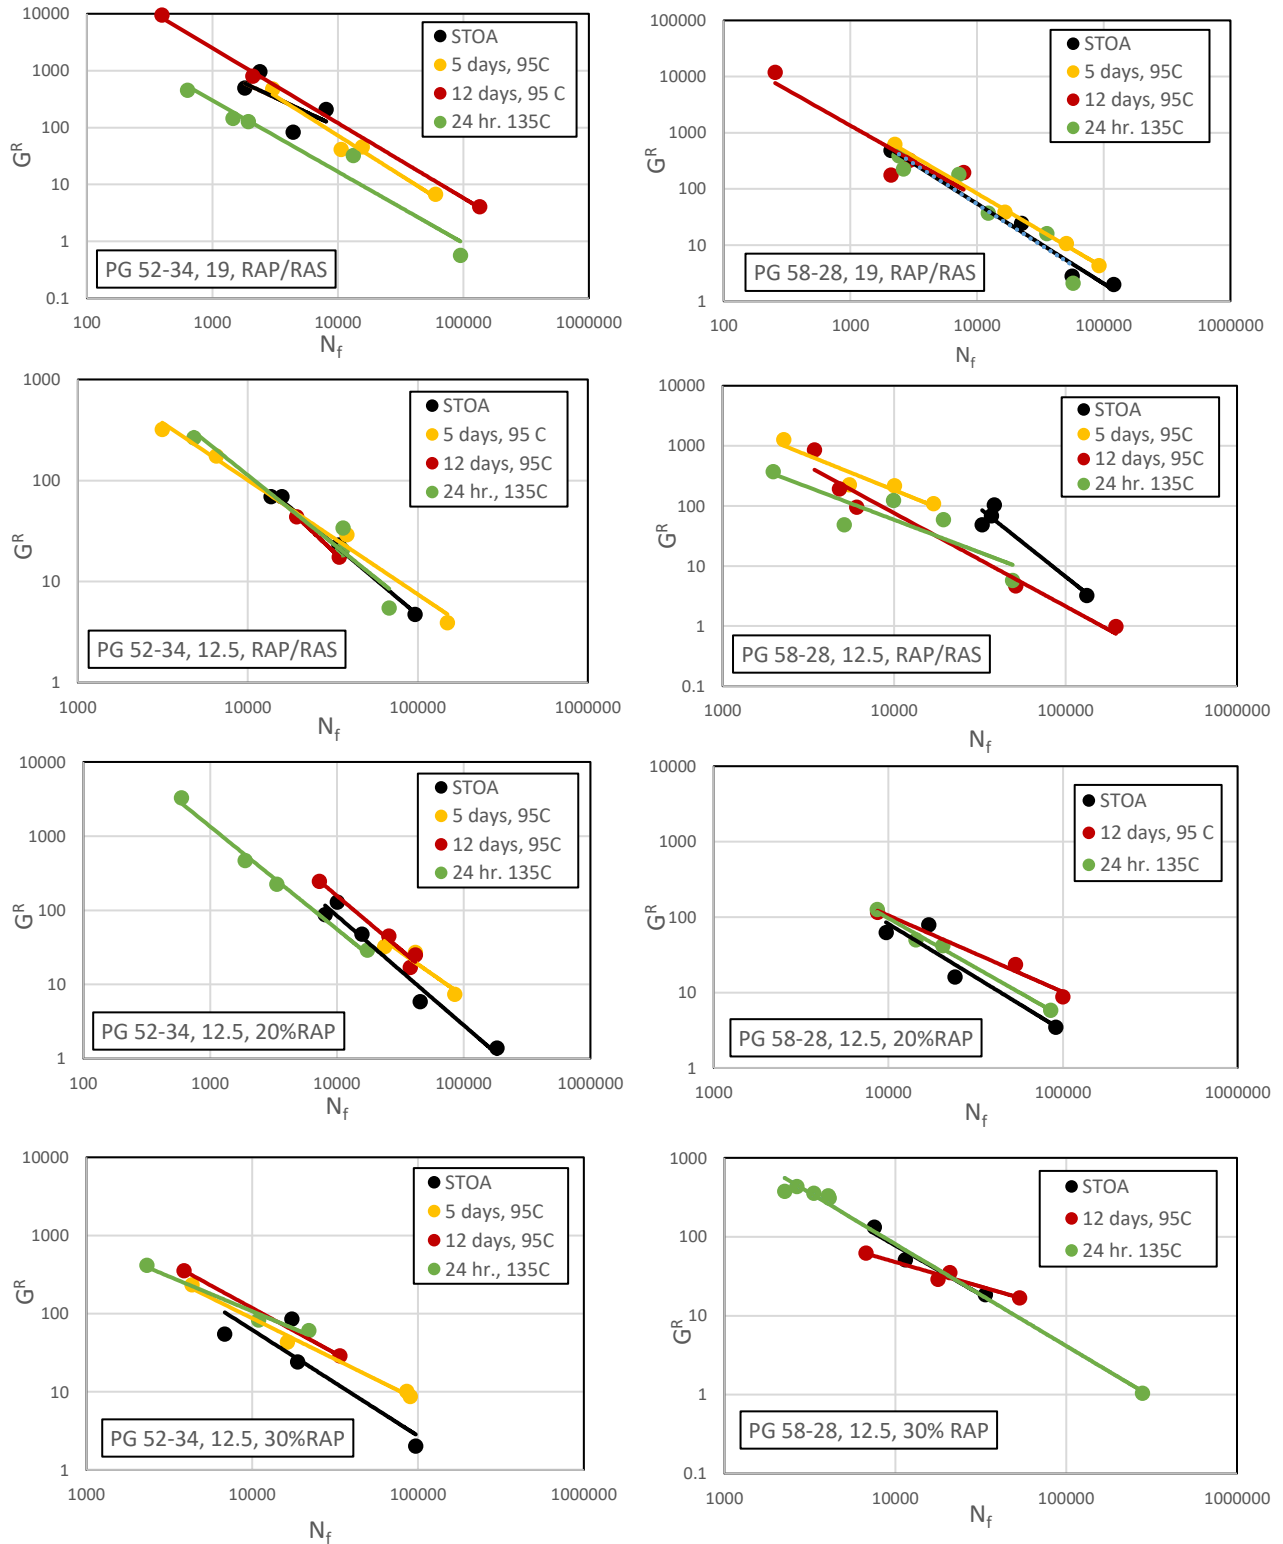 10000
1000
100
10
1
0.1
G^R
STOA
5 days, 95C
12 days, 95 C
24 hr. 135C
PG 52-34, 19, RAP/RAS
100 1000 10000 100000 1000000
N_f
100000
10000
1000
100
10
1
G^R
STOA
5 days, 95C
12 days, 95 C
24 hr. 135C
PG 58-28, 19, RAP/RAS
100 1000 10000 100000 1000000
N_f
1000
100
10
1
G^R
STOA
5 days, 95 C
12 days, 95C
24 hr., 135C
PG 52-34, 12.5, RAP/RAS
1000 10000 100000 1000000
N_f
10000
1000
100
10
1
0.1
G^R
STOA
5 days, 95C
12 days, 95C
24 hr. 135C
PG 58-28, 12.5, RAP/RAS
1000 10000 100000 1000000
N_f
10000
1000
100
10
1
G^R
STOA
5 days, 95C
12 days, 95C
24 hr. 135C
PG 52-34, 12.5, 20%RAP
100 1000 10000 100000 1000000
N_f
10000
1000
100
10
1
G^R
STOA
12 days, 95 C
24 hr. 135C
PG 58-28, 12.5, 20%RAP
1000 10000 100000 1000000
N_f
10000
1000
100
10
1
G^R
STOA
5 days, 95C
12 days, 95C
24 hr., 135C
PG 52-34, 12.5, 30%RAP
1000 10000 100000 1000000
N_f
1000
100
10
1
0.1
G^R
STOA
12 days, 95C
24 hr. 135C
PG 58-28, 12.5, 30% RAP
1000 10000 100000 1000000
N_f